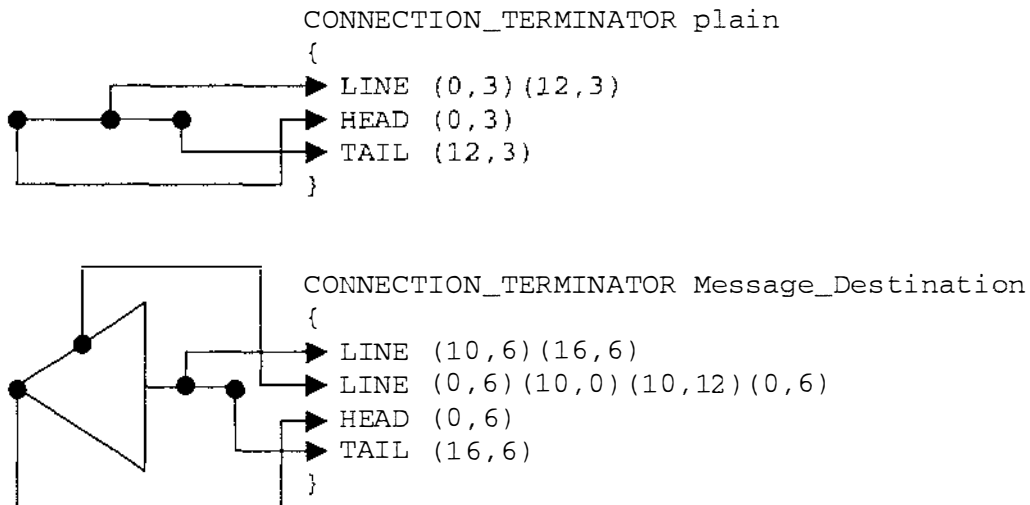 CONNECTION_TERMINATOR plain
{
LINE (0,3)(12,3)
HEAD (0,3)
TAIL (12,3)
}
CONNECTION_TERMINATOR Message_Destination
{
LINE (10,6)(16,6)
LINE (0,6)(10,0)(10,12)(0,6)
HEAD (0,6)
TAIL (16,6)
}